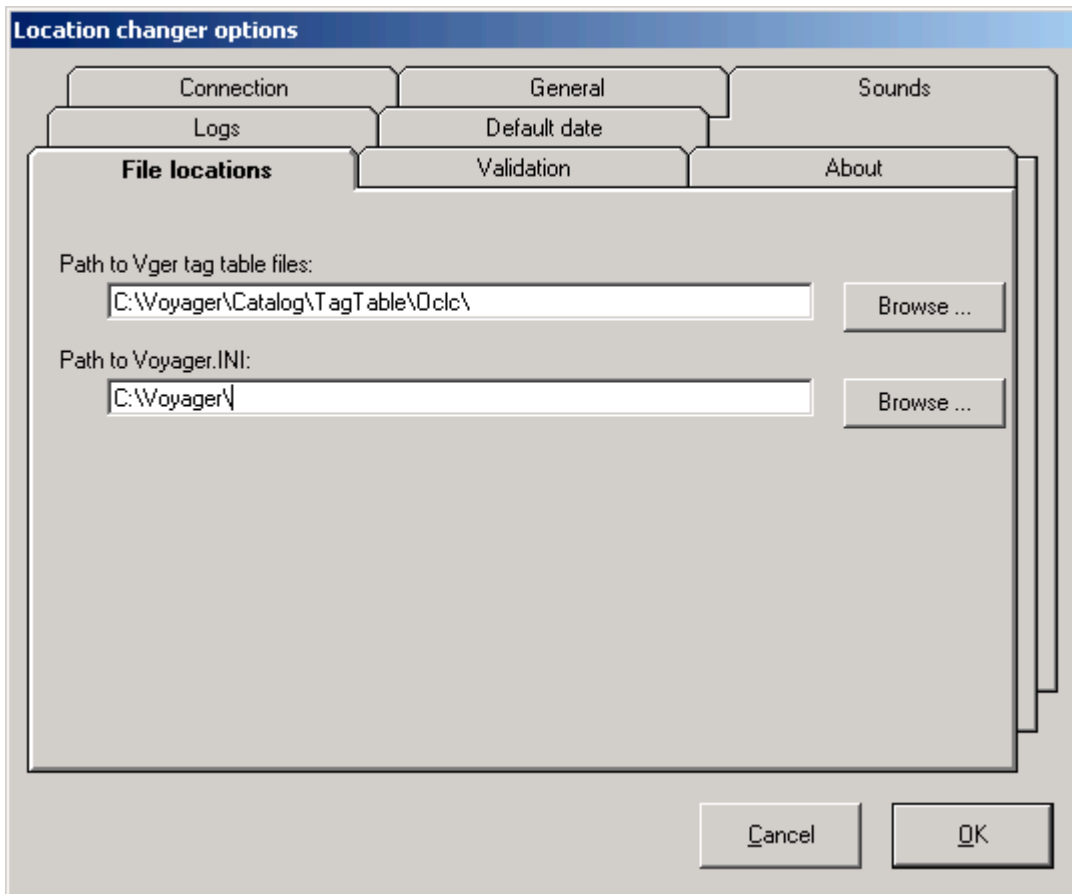 Location changer options
Connection General Sounds
Logs Default date
File locations Validation About
Path to Vger tag table files:
C:\Voyager\Catalog\TagTable\Oclc\ Browse ...
Path to Voyager.INI:
C:\Voyager\ Browse ...
Cancel OK